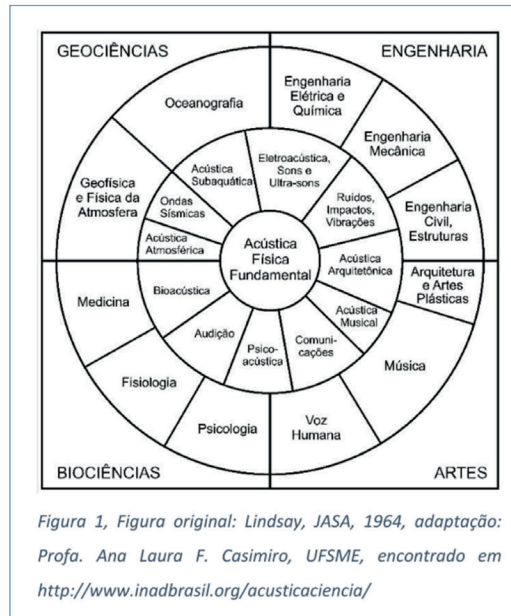 GEOCIÊNCIAS
ENGENHARIA
Oceanografia
Engenharia
Elétrica e
Química
Engenharia
Mecânica
Engenharia
Civil,
Estruturas
Arquitetura
e Artes
Plásticas
Música
Voz
Humana
Psicologia
Fisiologia
Medicina
Geofísica
e Física da
Atmosfera
Acústica
Subaquática
Eletroacústica,
Sons e
Ultra-sons
Ruídos,
Impactos,
Vibrações
Acústica
Arquitetônica
Acústica
Musical
Comuni-
cações
Psico-
acústica
Audição
Bioacústica
Acústica
Atmosférica
Ondas
Sísmicas
Acústica
Física
Fundamental
BIOCIÊNCIAS
ARTES
Figura 1, Figura original: Lindsay, JASA, 1964, adaptação:
Profa. Ana Laura F. Casimiro, UFSME, encontrado em
http://www.inadbrasil.org/acusticaciencia/